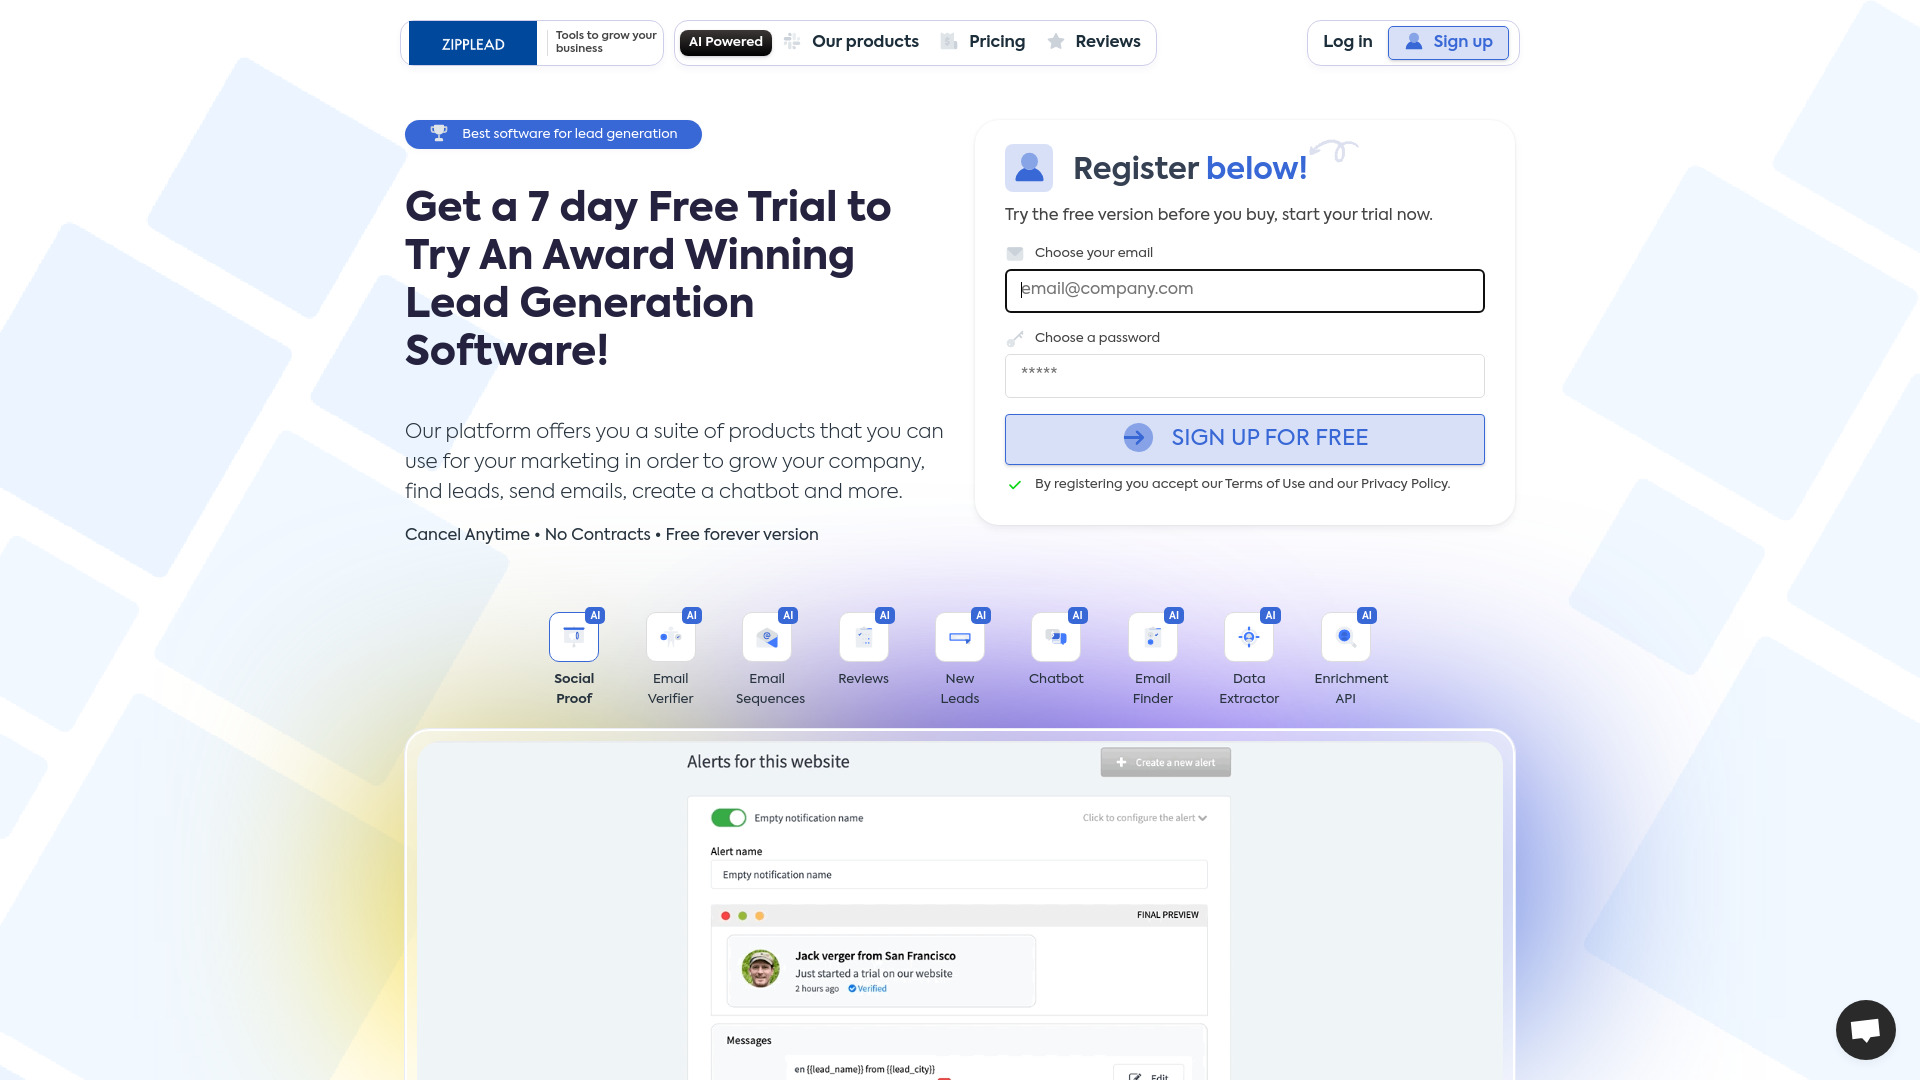 ZIPPLEAD
Tools to grow your
business
AI Powered
Our products
Pricing
Reviews
Log in
Sign up
Best software for lead generation
Get a 7 day Free Trial to
Try An Award Winning
Lead Generation
Software!
Our platform offers you a suite of products that you can
use for your marketing in order to grow your company,
find leads, send emails, create a chatbot and more.
Cancel Anytime • No Contracts • Free forever version
Register below!
Try the free version before you buy, start your trial now.
Choose your email
email@company.com
Choose a password
*****
SIGN UP FOR FREE
By registering you accept our Terms of Use and our Privacy Policy.
AI
Social
Proof
AI
Email
Verifier
AI
Email
Sequences
AI
Reviews
AI
New
Leads
AI
Chatbot
AI
Email
Finder
AI
Data
Extractor
AI
Enrichment
API
Alerts for this website
Create a new alert
Empty notification name
Click to configure the alert
Alert name
Empty notification name
FINAL PREVIEW
Jack verger from San Francisco
Just started a trial on our website
2 hours ago
Verified
Messages
en {{lead_name}} from {{lead_city}}
Edit